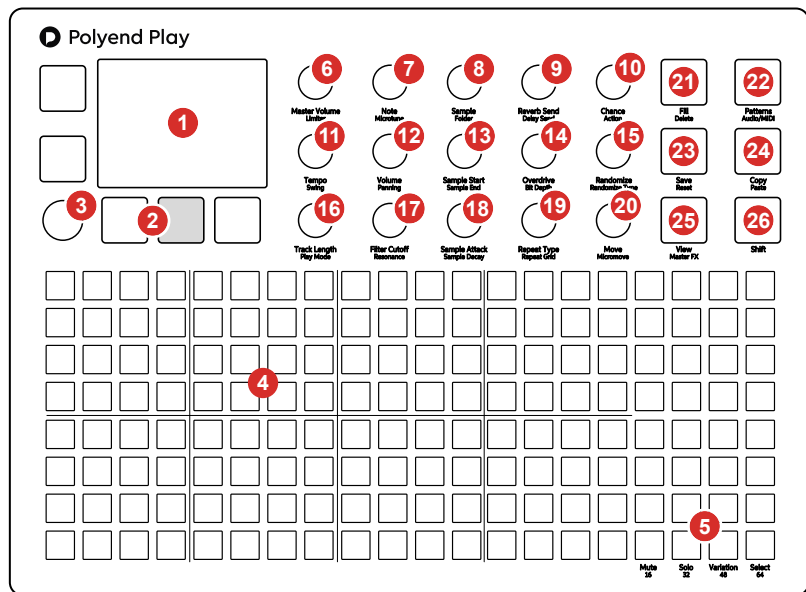 Polyend Play
6 7 8 9 10 21 22
Master Volume Note Sample Reverb Send Chance Fill Patterns
Limiter Microtune Folder Delay Send Action Delete Audio/MIDI
1
11 12 13 14 15 23 24
Tempo Volume Sample Start Overdrive Randomize Save Copy
Swing Panning Sample End Bit Depth Randomize Type Reset Paste
3 2 16 17 18 19 20 25 26
Track Length Filter Cutoff Sample Attack Repeat Type Move View Shift
Play Mode Resonance Sample Decay Repeat Grid Micromove Master FX
4
5
Mute Solo Variation Select
16 32 48 64